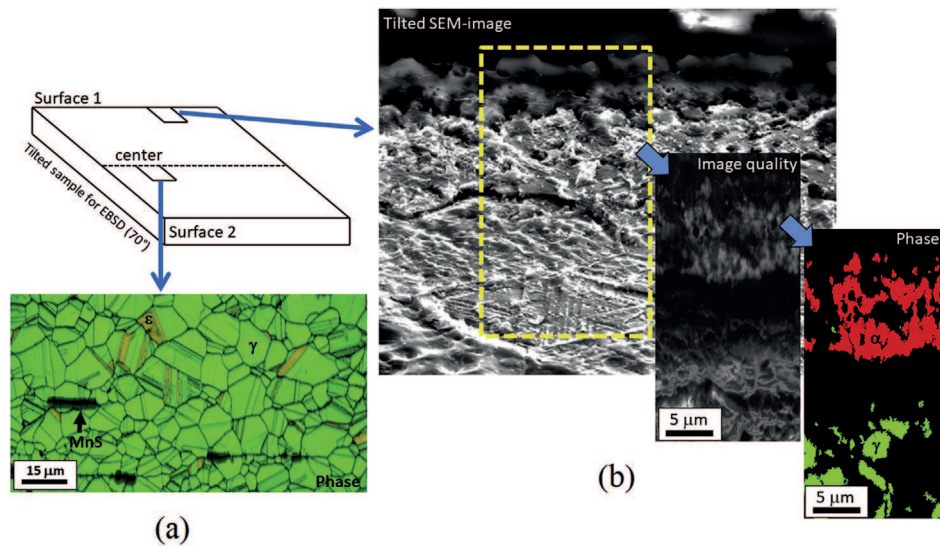 Tilted SEM-image
Surface 1
center
Tilted sample for EBSD (70°)
Surface 2
Image quality
Phase
ε
γ
α
MnS
γ
15 μm
Phase
5 μm
5 μm
(a)
(b)